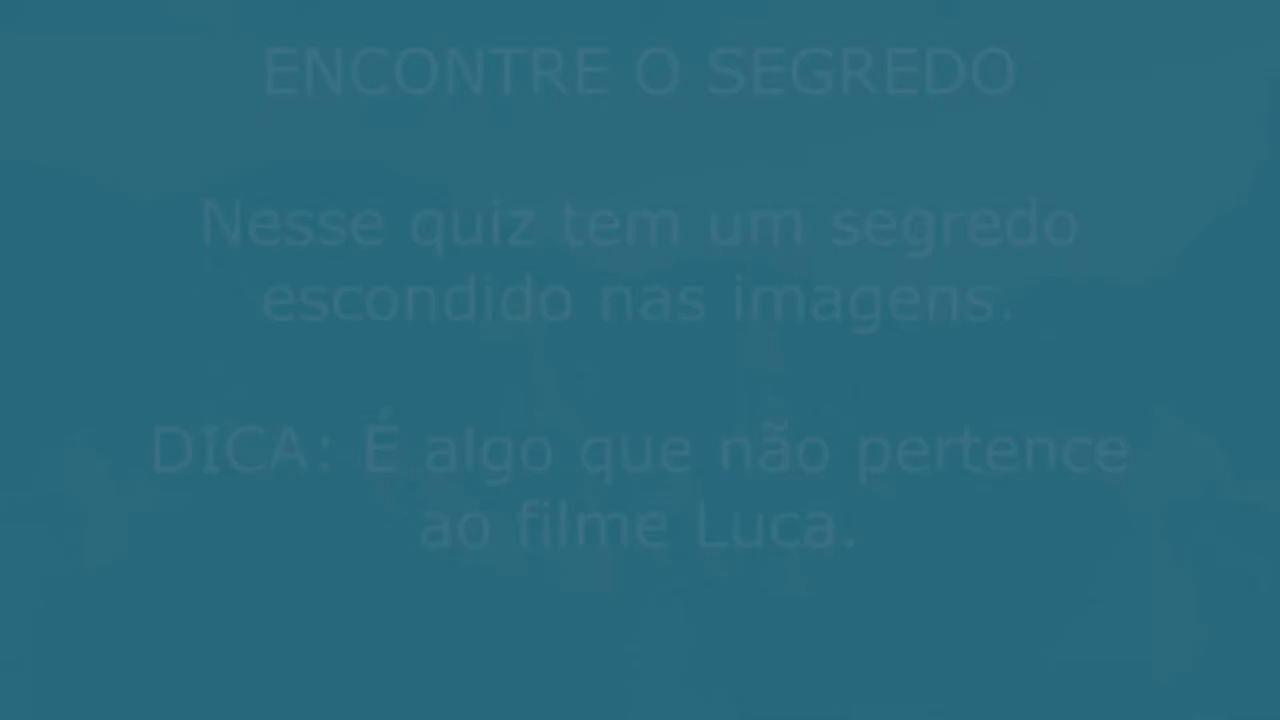 ENCONTRE O SEGREDO
Nesse quiz tem um segredo
escondido nas imagens.
DICA: É algo que não pertence
ao filme Luca.